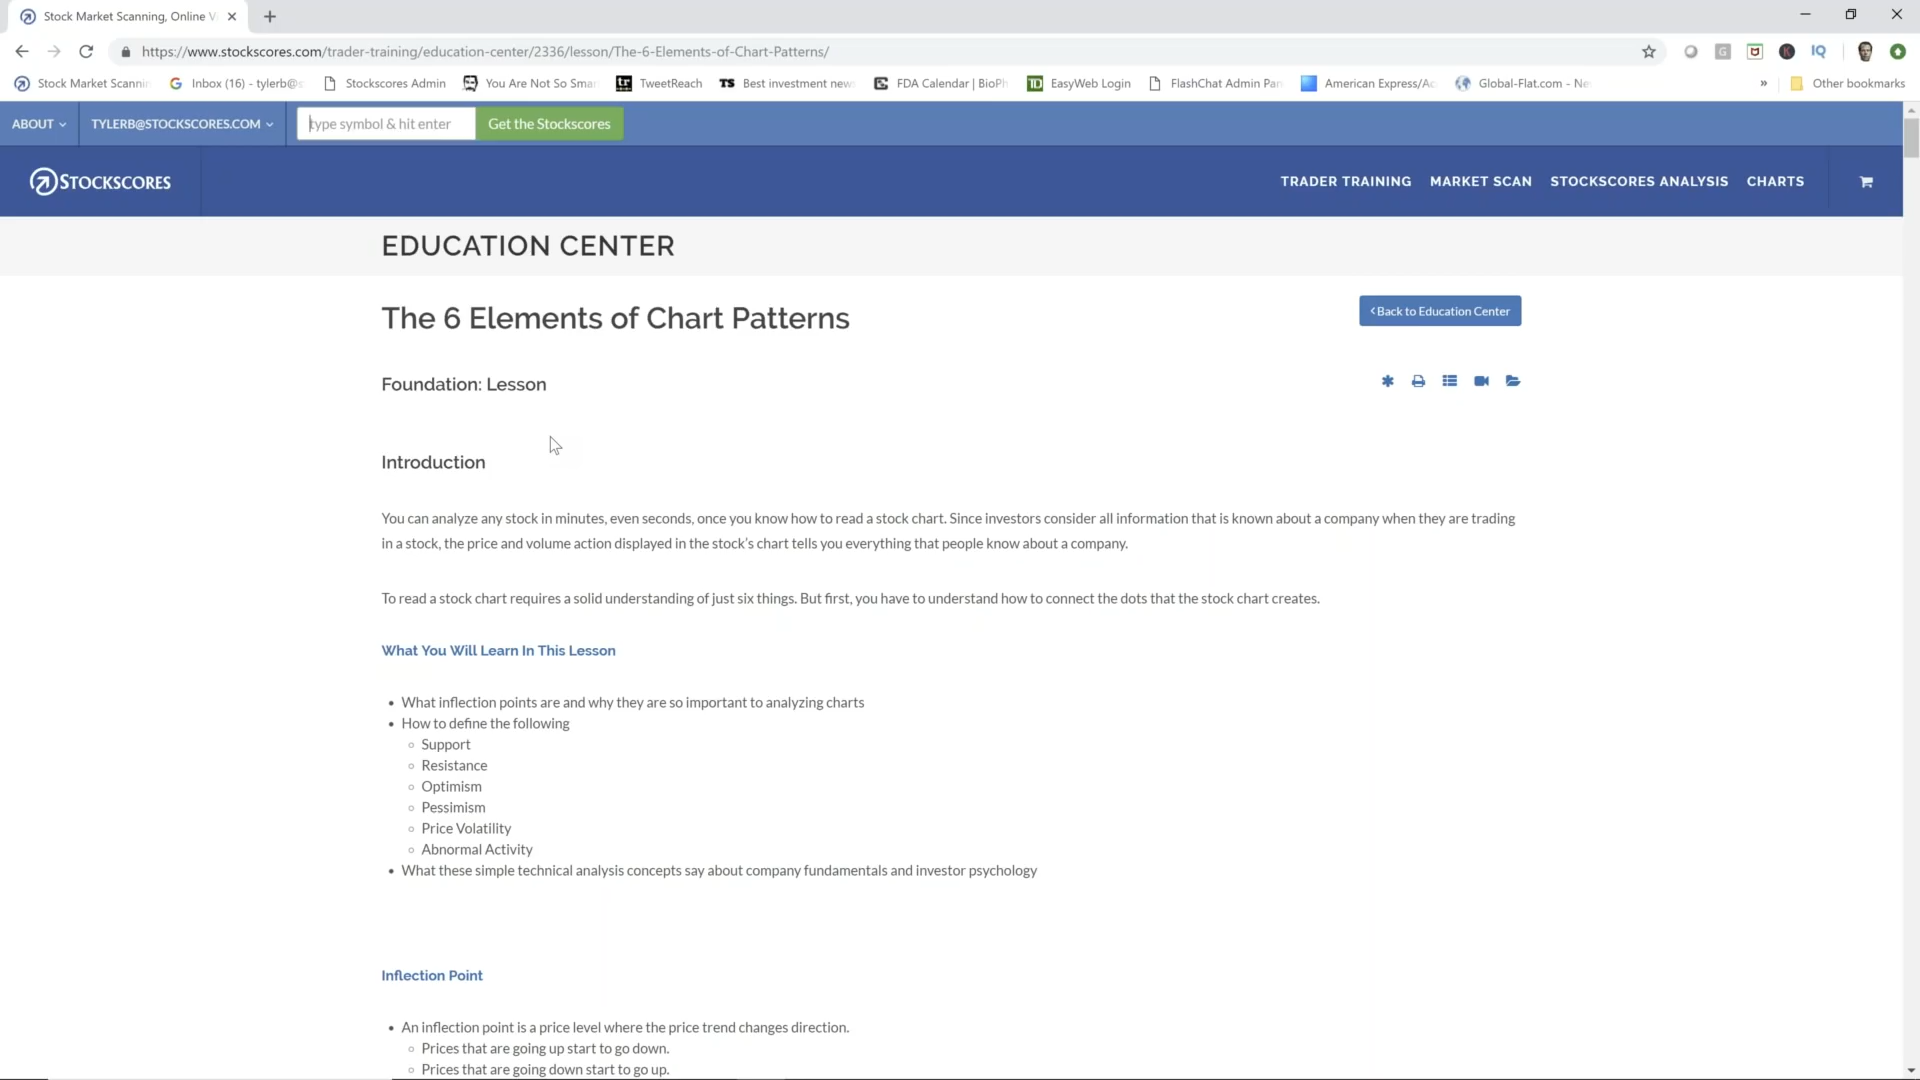 Stock Market Scanning, Online V
https://www.stockscores.com/trader-training/education-center/2336/lesson/The-6-Elements-of-Chart-Patterns/
Stock Market Scannin Inbox (16) - tylerb@s Stockscores Admin You Are Not So Smar tr TweetReach TS Best investment news FDA Calendar | BioPh TD EasyWeb Login FlashChat Admin Pan American Express/Ac Global-Flat.com - Ne » Other bookmarks
ABOUT TYLERB@STOCKSCORES.COM type symbol & hit enter Get the Stockscores
STOCKSCORES TRADER TRAINING MARKET SCAN STOCKSCORES ANALYSIS CHARTS
EDUCATION CENTER
The 6 Elements of Chart Patterns
Back to Education Center
Foundation: Lesson
Introduction
You can analyze any stock in minutes, even seconds, once you know how to read a stock chart. Since investors consider all information that is known about a company when they are trading
in a stock, the price and volume action displayed in the stock's chart tells you everything that people know about a company.
To read a stock chart requires a solid understanding of just six things. But first, you have to understand how to connect the dots that the stock chart creates.
What You Will Learn In This Lesson
• What inflection points are and why they are so important to analyzing charts
• How to define the following
◦ Support
◦ Resistance
◦ Optimism
◦ Pessimism
◦ Price Volatility
◦ Abnormal Activity
• What these simple technical analysis concepts say about company fundamentals and investor psychology
Inflection Point
• An inflection point is a price level where the price trend changes direction.
◦ Prices that are going up start to go down.
◦ Prices that are going down start to go up.